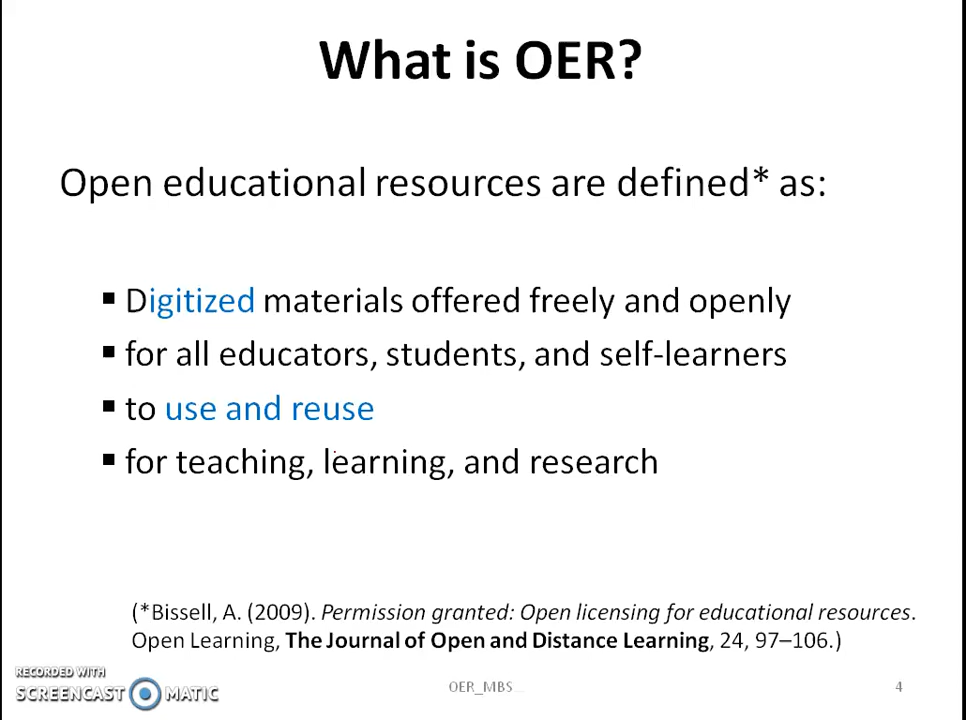 What is OER?
Open educational resources are defined* as:
▪ Digitized materials offered freely and openly
▪ for all educators, students, and self-learners
▪ to use and reuse
▪ for teaching, learning, and research
(*Bissell, A. (2009). Permission granted: Open licensing for educational resources.
Open Learning, The Journal of Open and Distance Learning, 24, 97–106.)
RECORDED WITH
SCREENCAST MATIC
OER_MBS
4